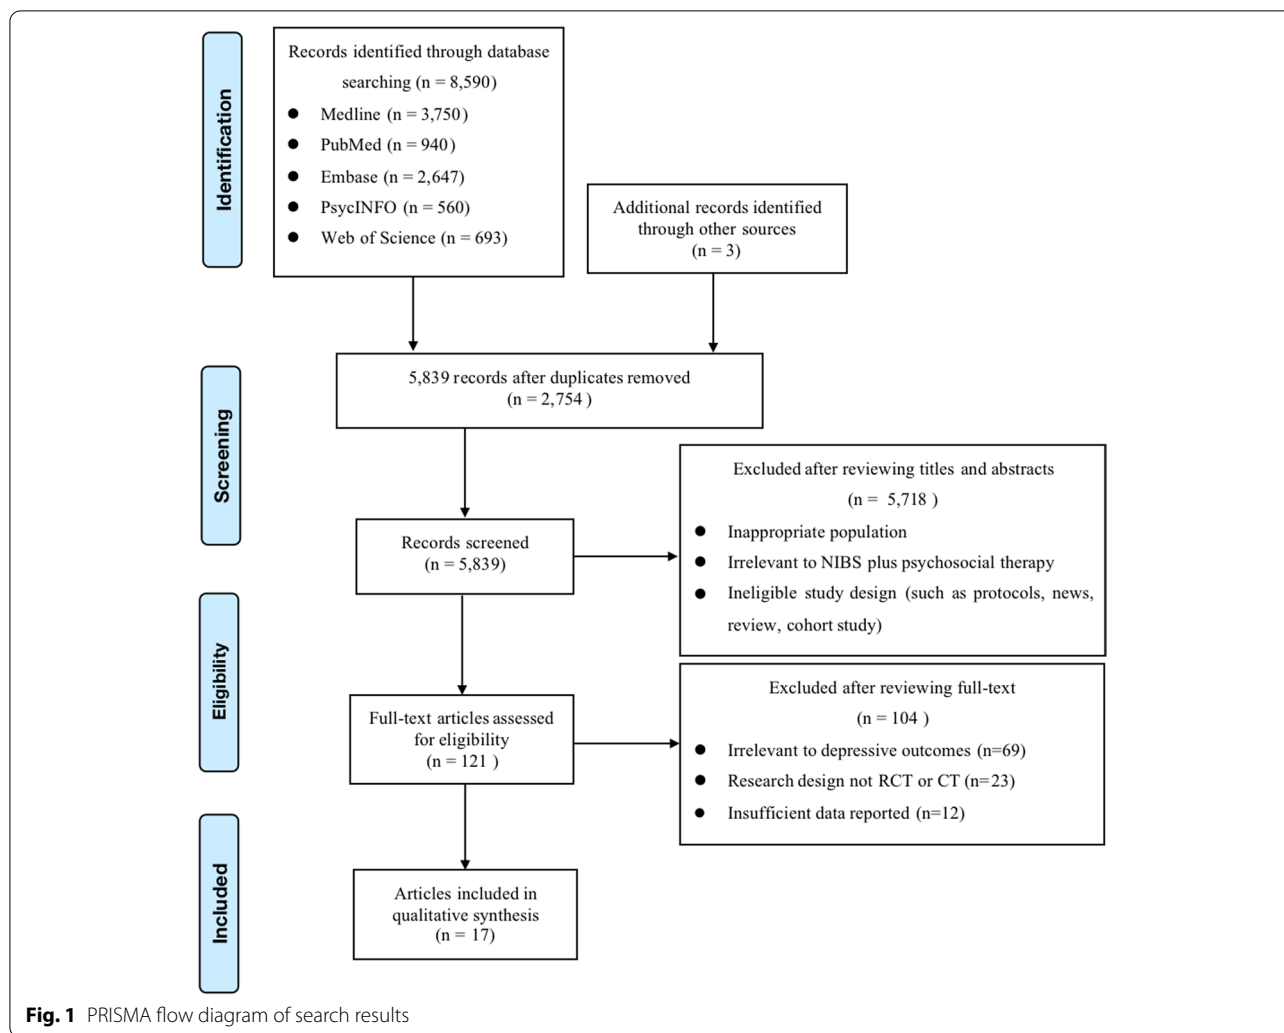 Identification
Records identified through database
searching (n = 8,590)
● Medline (n = 3,750)
● PubMed (n = 940)
● Embase (n = 2,647)
● PsycINFO (n = 560)
● Web of Science (n = 693)
Additional records identified
through other sources
(n = 3)
Screening
5,839 records after duplicates removed
(n = 2,754 )
Records screened
(n = 5,839)
Excluded after reviewing titles and abstracts
(n = 5,718 )
● Inappropriate population
● Irrelevant to NIBS plus psychosocial therapy
● Ineligible study design (such as protocols, news,
review, cohort study)
Eligibility
Full-text articles assessed
for eligibility
(n = 121 )
Excluded after reviewing full-text
(n = 104 )
● Irrelevant to depressive outcomes (n=69)
● Research design not RCT or CT (n=23)
● Insufficient data reported (n=12)
Included
Articles included in
qualitative synthesis
(n = 17)
Fig. 1 PRISMA flow diagram of search results